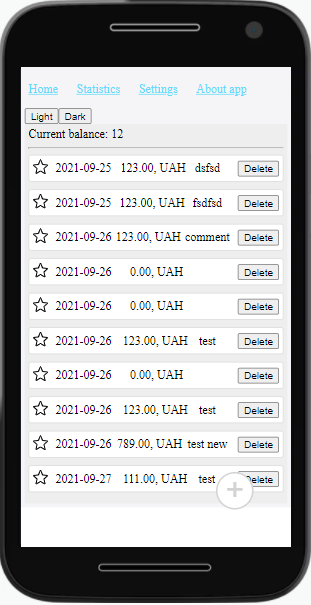 Home Statistics Settings About app
Light Dark
Current balance: 12
2021-09-25 123.00, UAH dsfsd Delete
2021-09-25 123.00, UAH fsdfsd Delete
2021-09-26 123.00, UAH comment Delete
2021-09-26 0.00, UAH Delete
2021-09-26 0.00, UAH Delete
2021-09-26 123.00, UAH test Delete
2021-09-26 0.00, UAH Delete
2021-09-26 123.00, UAH test Delete
2021-09-26 789.00, UAH test new Delete
2021-09-27 111.00, UAH test Delete
+